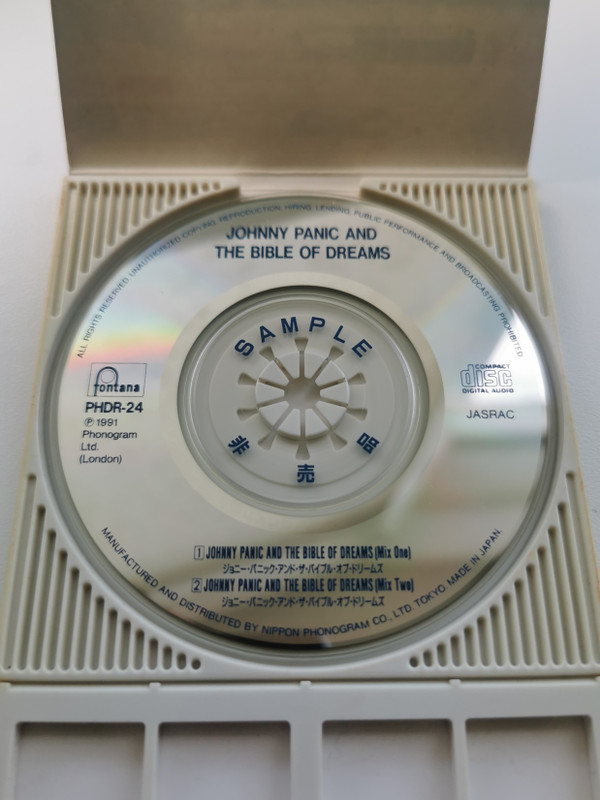 ALL RIGHTS RESERVED UNAUTHORIZED COPYING, REPRODUCTION, HIRING, LENDING, PUBLIC PERFORMANCE AND BROADCASTING PROHIBITED
JOHNNY PANIC AND
THE BIBLE OF DREAMS
SAMPLE
fontana
PHDR-24
Ⓟ1991
Phonogram
Ltd.
(London)
COMPACT
disc
DIGITAL AUDIO
JASRAC
非売品
1 JOHNNY PANIC AND THE BIBLE OF DREAMS (Mix One)
ジョニー・パニック・アンド・ザ・バイブル・オブ・ドリームズ
2 JOHNNY PANIC AND THE BIBLE OF DREAMS (Mix Two)
ジョニー・パニック・アンド・ザ・バイブル・オブ・ドリームズ
MANUFACTURED AND DISTRIBUTED BY NIPPON PHONOGRAM CO., LTD. TOKYO MADE IN JAPAN